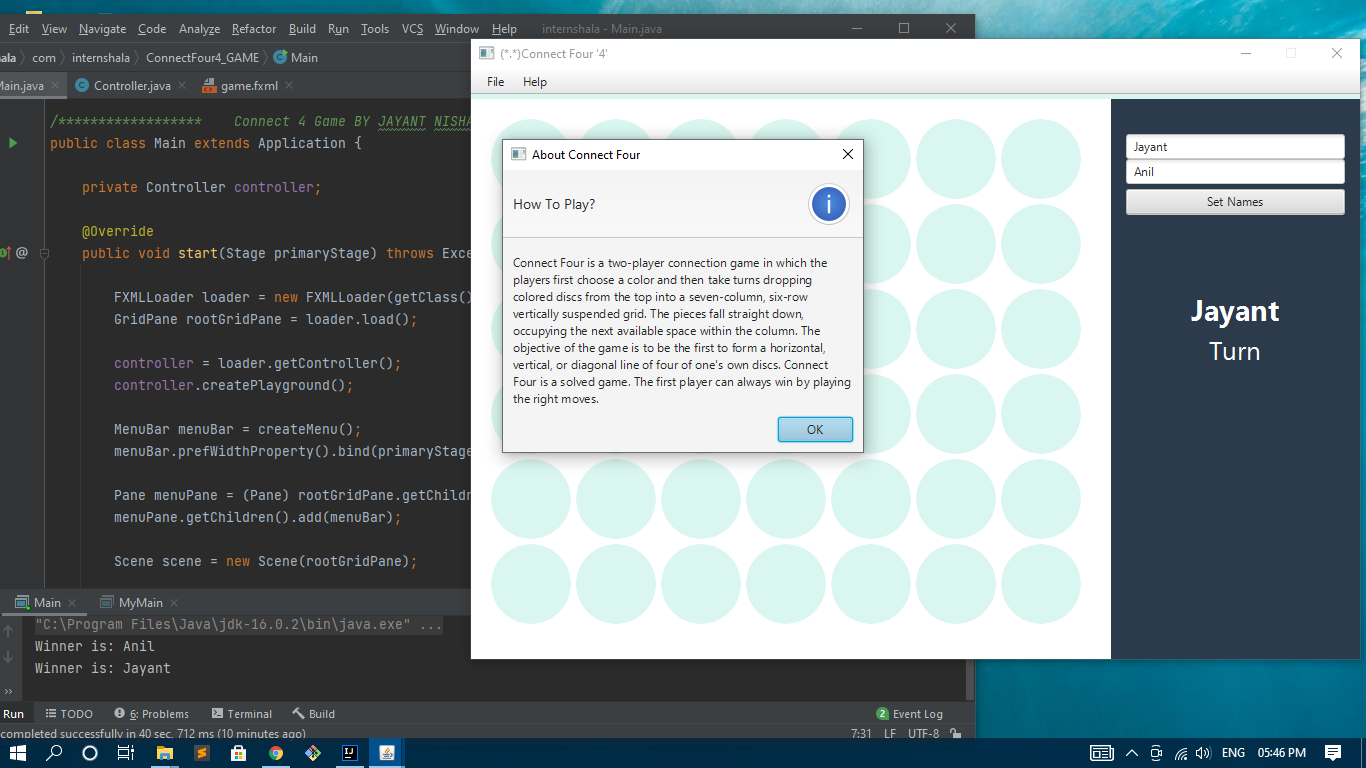 Edit View Navigate Code Analyze Refactor Build Run Tools VCS Window Help internshala - Main.java
ala com internshala ConnectFour4_GAME Main
Main.java Controller.java game.fxml
/****************** Connect 4 Game BY JAYANT NISHA
public class Main extends Application {
private Controller controller;
@Override
public void start(Stage primaryStage) throws Exce
FXMLLoader loader = new FXMLLoader(getClass()
GridPane rootGridPane = loader.load();
controller = loader.getController();
controller.createPlayground();
MenuBar menuBar = createMenu();
menuBar.prefWidthProperty().bind(primaryStage
Pane menuPane = (Pane) rootGridPane.getChildr
menuPane.getChildren().add(menuBar);
Scene scene = new Scene(rootGridPane);
Main MyMain
"C:\Program Files\Java\jdk-16.0.2\bin\java.exe" ...
Winner is: Anil
Winner is: Jayant
Run TODO 6: Problems Terminal Build 2 Event Log
completed successfully in 40 sec, 712 ms (10 minutes ago) 7:31 LF UTF-8
(*.*)Connect Four '4'
File Help
About Connect Four
How To Play?
Connect Four is a two-player connection game in which the
players first choose a color and then take turns dropping
colored discs from the top into a seven-column, six-row
vertically suspended grid. The pieces fall straight down,
occupying the next available space within the column. The
objective of the game is to be the first to form a horizontal,
vertical, or diagonal line of four of one's own discs. Connect
Four is a solved game. The first player can always win by playing
the right moves.
OK
Jayant
Anil
Set Names
Jayant
Turn
ENG 05:46 PM